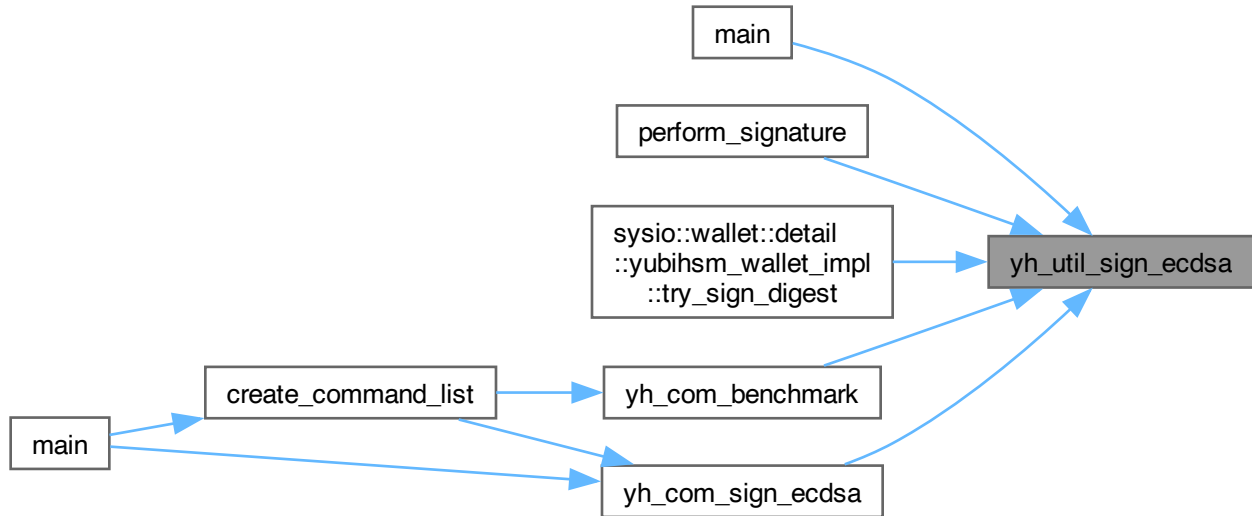 main
perform_signature
sysio::wallet::detail
::yubihsm_wallet_impl
::try_sign_digest
yh_util_sign_ecdsa
create_command_list
yh_com_benchmark
main
yh_com_sign_ecdsa